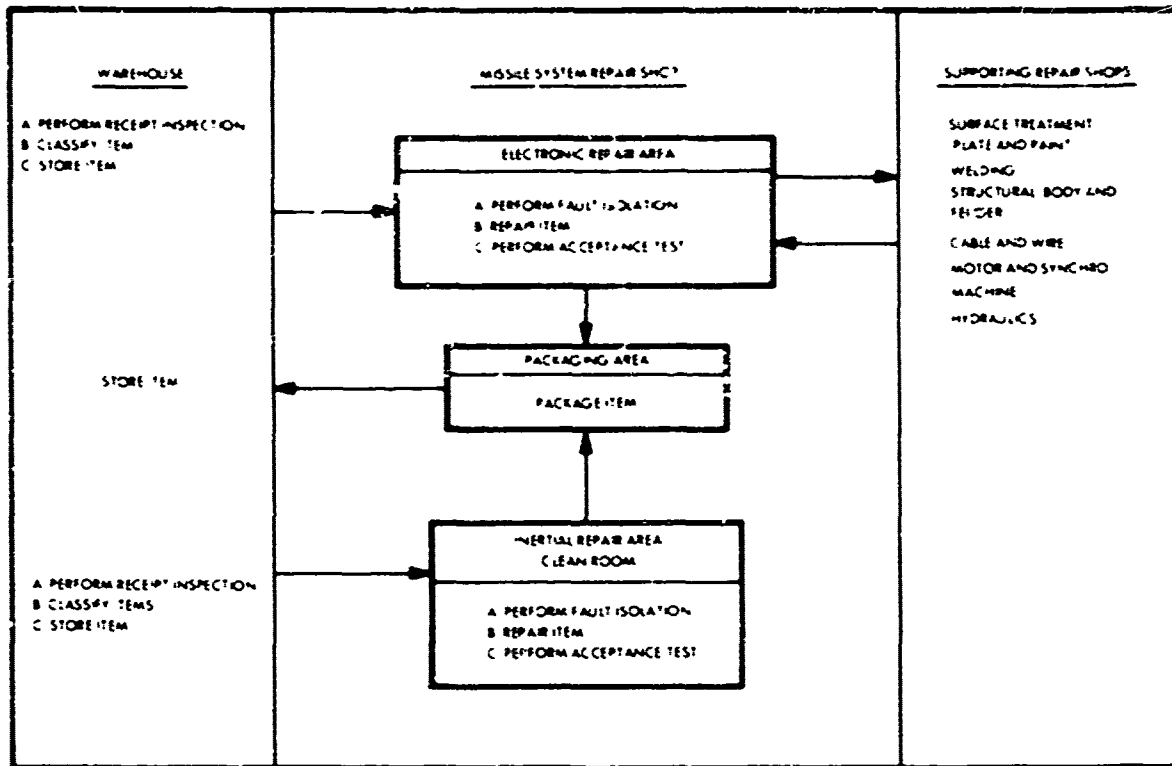 WAREHOUSE
A PERFORM RECEIPT INSPECTION
B CLASSIFY ITEM
C STORE ITEM
STORE ITEM
A PERFORM RECEIPT INSPECTION
B CLASSIFY ITEMS
C STORE ITEM
MISSILE SYSTEM REPAIR SHOP
ELECTRONIC REPAIR AREA
A PERFORM FAULT ISOLATION
B REPAIR ITEM
C PERFORM ACCEPTANCE TEST
PACKAGING AREA
PACKAGE ITEM
INERTIAL REPAIR AREA
CLEAN ROOM
A PERFORM FAULT ISOLATION
B REPAIR ITEM
C PERFORM ACCEPTANCE TEST
SUPPORTING REPAIR SHOPS
SURFACE TREATMENT
PLATE AND PAINT
WELDING
STRUCTURAL BODY AND
FENDER
CABLE AND WIRE
MOTOR AND SYNCHRO
MACHINE
HYDRAULICS